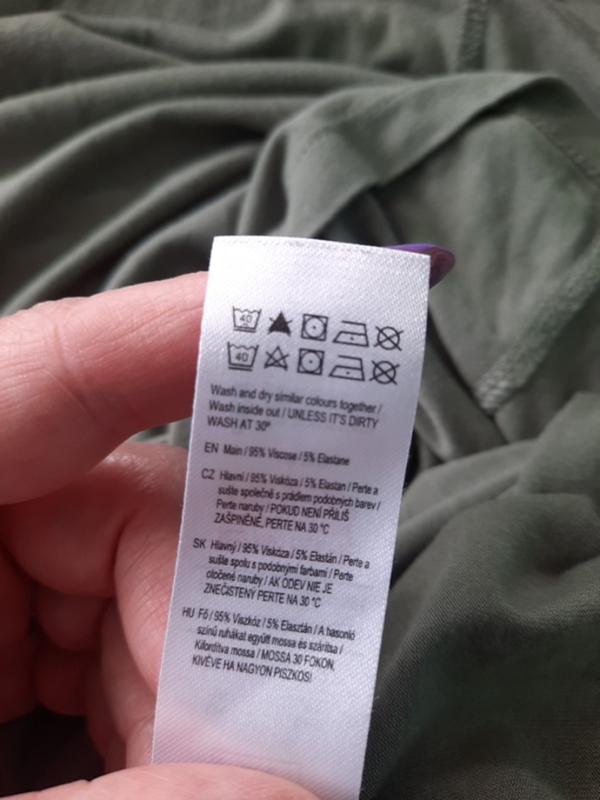 40
40
Wash and dry similar colours together /
Wash inside out / UNLESS IT'S DIRTY
WASH AT 30º
EN Main / 95% Viscose / 5% Elastane
CZ Hlavní / 95% Viskóza / 5% Elastan / Perte a
sušte společně s prádlem podobných barev /
Perte naruby / POKUD NENÍ PŘÍLIŠ
ZAŠPINĚNÉ, PERTE NA 30 °C
SK Hlavný / 95% Viskóza / 5% Elastán / Perte a
sušte spolu s podobnými farbami / Perte
otočené naruby / AK ODEV NIE JE
ZNEČISTENÝ PERTE NA 30 °C
HU Fő / 95% Viszkóz / 5% Elasztán / A hasonló
színű ruhákat együtt mossa és szárítsa /
Kifordítva mossa / MOSSA 30 FOKON,
KIVÉVE HA NAGYON PISZKOS!